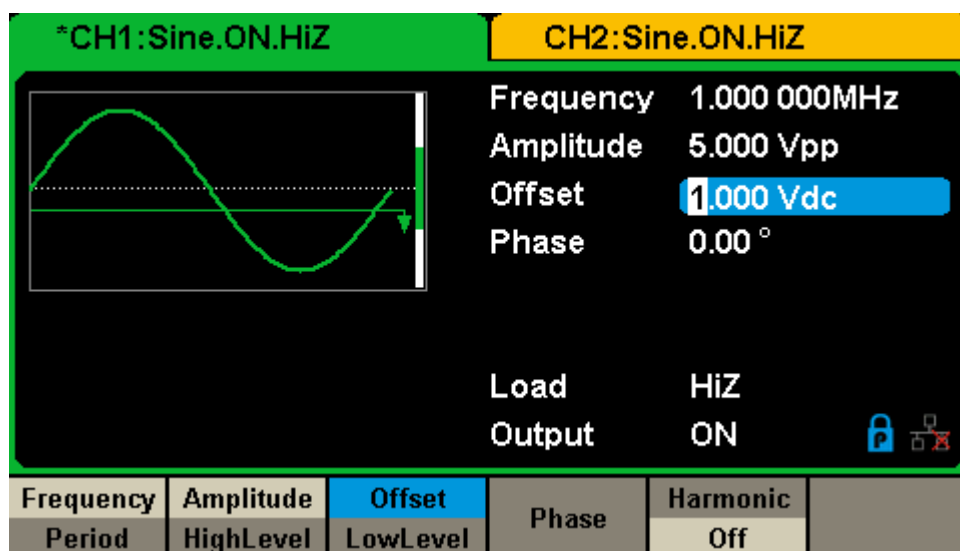 *CH1:Sine.ON.HiZ
CH2:Sine.ON.HiZ
Frequency 1.000 000MHz
Amplitude 5.000 Vpp
Offset 1.000 Vdc
Phase 0.00 °
Load HiZ
Output ON
P
Frequency Amplitude Offset Phase Harmonic
Period HighLevel LowLevel Off